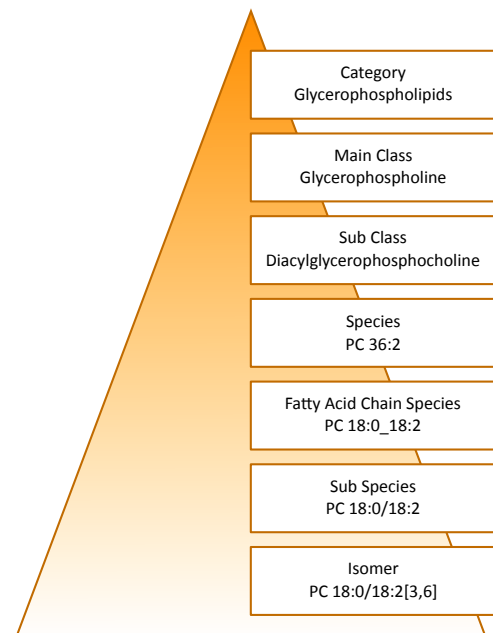 Category
Glycerophospholipids
Main Class
Glycerophospholine
Sub Class
Diacylglycerophosphocholine
Species
PC 36:2
Fatty Acid Chain Species
PC 18:0_18:2
Sub Species
PC 18:0/18:2
Isomer
PC 18:0/18:2[3,6]